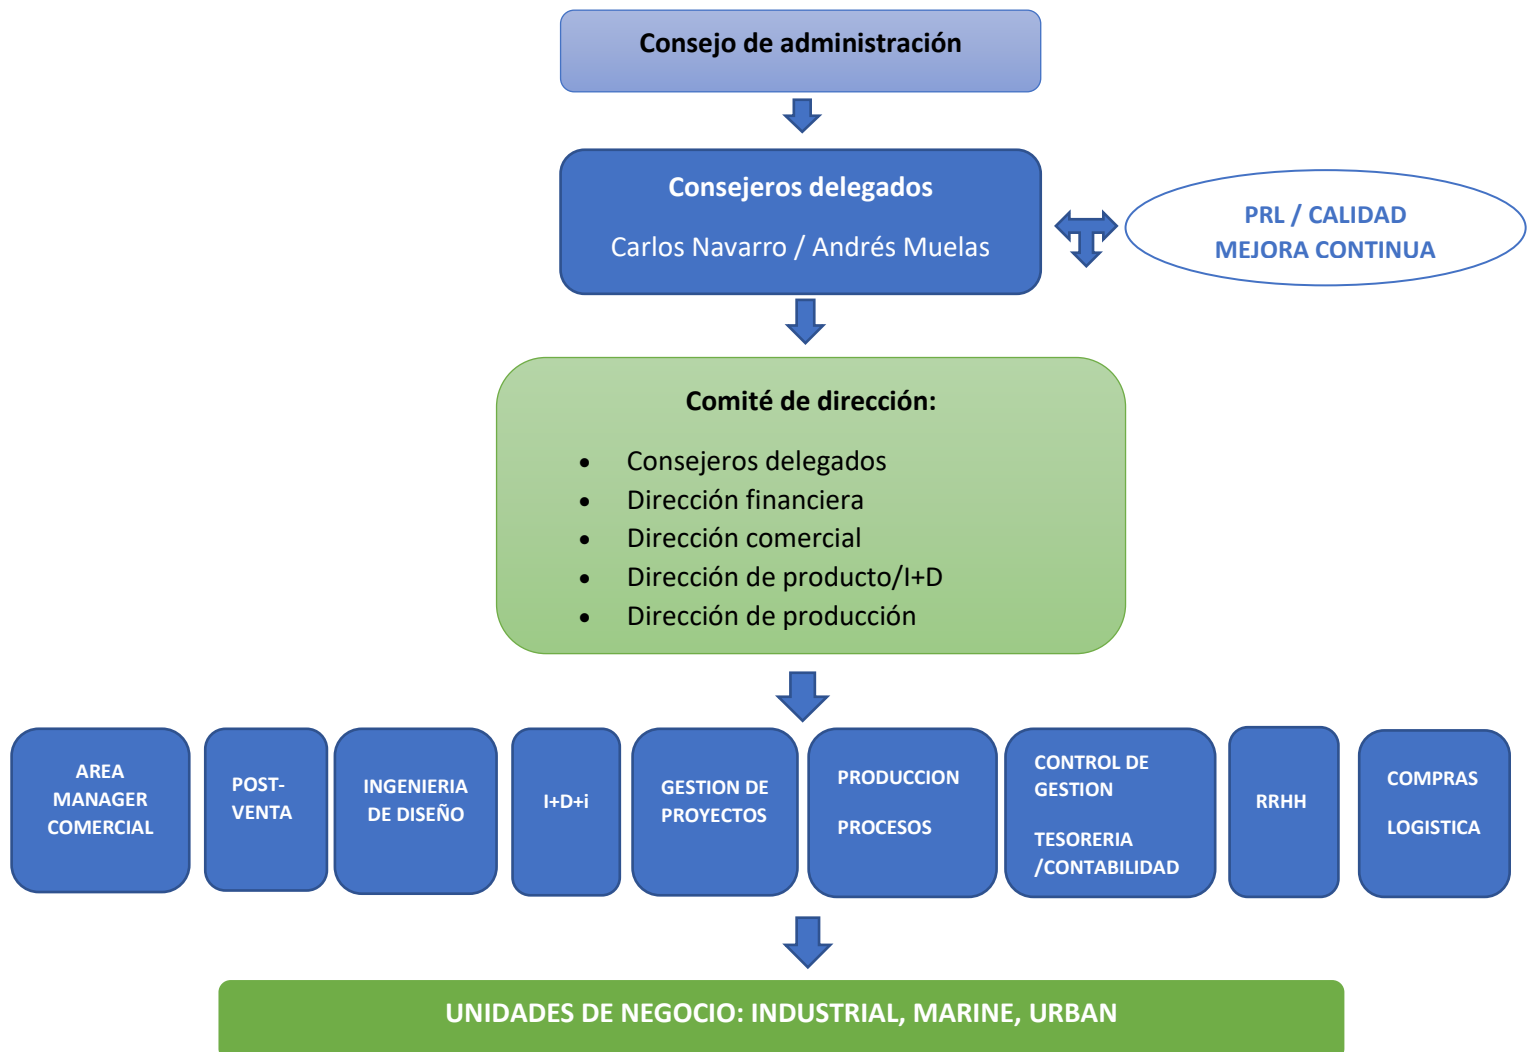 Consejo de administración
Consejeros delegados
Carlos Navarro / Andrés Muelas
PRL / CALIDAD
MEJORA CONTINUA
Comité de dirección:
• Consejeros delegados
• Dirección financiera
• Dirección comercial
• Dirección de producto/I+D
• Dirección de producción
AREA
MANAGER
COMERCIAL
POST-
VENTA
INGENIERIA
DE DISEÑO
I+D+i
GESTION DE
PROYECTOS
PRODUCCION
PROCESOS
CONTROL DE
GESTION
TESORERIA
/CONTABILIDAD
RRHH
COMPRAS
LOGISTICA
UNIDADES DE NEGOCIO: INDUSTRIAL, MARINE, URBAN